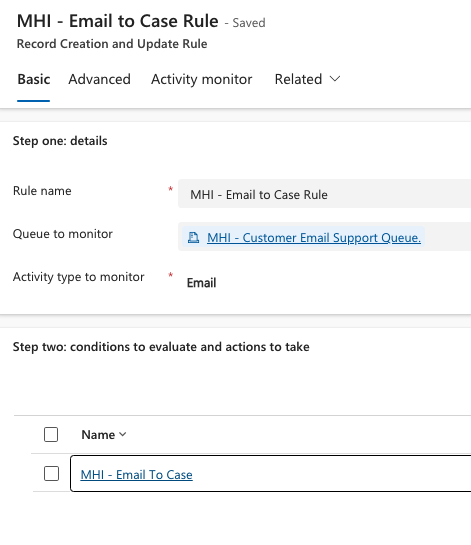 MHI - Email to Case Rule - Saved
Record Creation and Update Rule
Basic Advanced Activity monitor Related
Step one: details
Rule name * MHI - Email to Case Rule
Queue to monitor MHI - Customer Email Support Queue.
Activity type to monitor * Email
Step two: conditions to evaluate and actions to take
Name
MHI - Email To Case